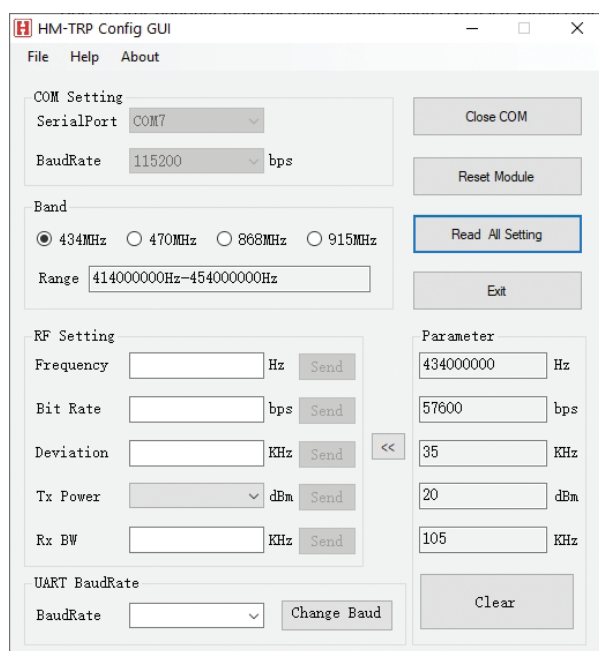 H HM-TRP Config GUI
File Help About
COM Setting
SerialPort COM7
BaudRate 115200 bps
Close COM
Reset Module
Band
434MHz 470MHz 868MHz 915MHz
Range 414000000Hz-454000000Hz
Read All Setting
Exit
RF Setting
Frequency Hz Send
Bit Rate bps Send
Deviation KHz Send
Tx Power dBm Send
Rx BW KHz Send
<<
Parameter
434000000 Hz
57600 bps
35 KHz
20 dBm
105 KHz
Clear
UART BaudRate
BaudRate Change Baud